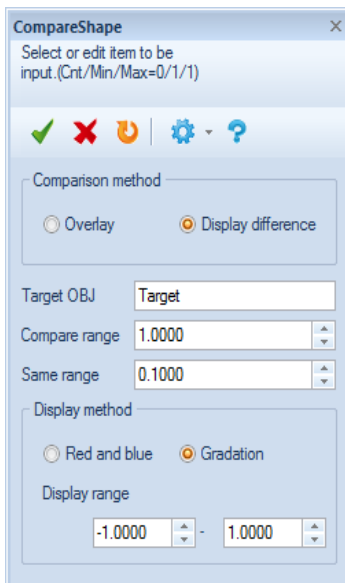 CompareShape
Select or edit item to be
input.(Cnt/Min/Max=0/1/1)
Comparison method
Overlay Display difference
Target OBJ Target
Compare range 1.0000
Same range 0.1000
Display method
Red and blue Gradation
Display range
-1.0000 - 1.0000